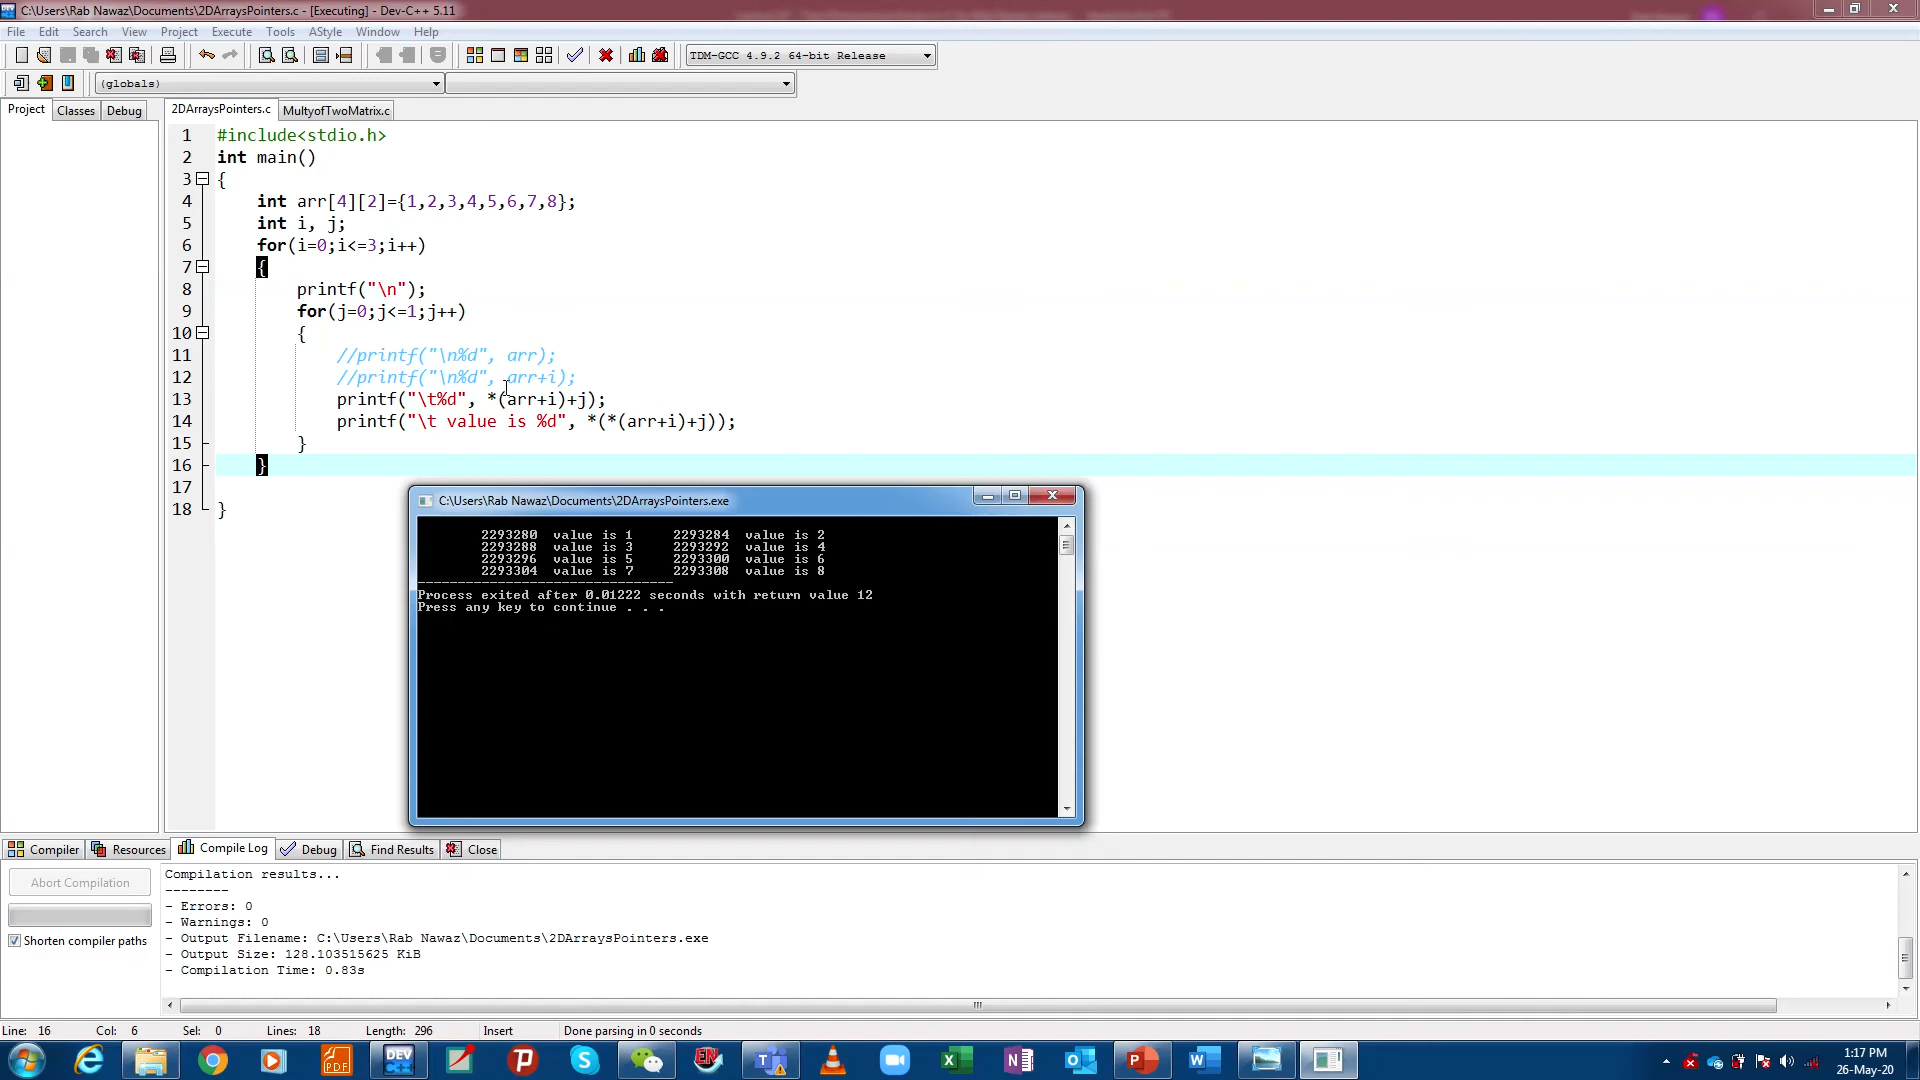 C:\Users\Rab Nawaz\Documents\2DArraysPointers.c - [Executing] - Dev-C++ 5.11
File Edit Search View Project Execute Tools AStyle Window Help
TDM-GCC 4.9.2 64-bit Release
(globals)
Project Classes Debug 2DArraysPointers.c MultyofTwoMatrix.c
1 #include<stdio.h>
2 int main()
3 {
4 int arr[4][2]={1,2,3,4,5,6,7,8};
5 int i, j;
6 for(i=0;i<=3;i++)
7 {
8 printf("\n");
9 for(j=0;j<=1;j++)
10 {
11 //printf("\n%d", arr);
12 //printf("\n%d", arr+i);
13 printf("\t%d", *(arr+i)+j);
14 printf("\t value is %d", *(*(arr+i)+j));
15 }
16 }
17
18 }
C:\Users\Rab Nawaz\Documents\2DArraysPointers.exe
2293280 value is 1 2293284 value is 2
2293288 value is 3 2293292 value is 4
2293296 value is 5 2293300 value is 6
2293304 value is 7 2293308 value is 8
--------------------------------
Process exited after 0.01222 seconds with return value 12
Press any key to continue . . .
Compiler Resources Compile Log Debug Find Results Close
Abort Compilation
Shorten compiler paths
Compilation results...
--------
- Errors: 0
- Warnings: 0
- Output Filename: C:\Users\Rab Nawaz\Documents\2DArraysPointers.exe
- Output Size: 128.103515625 KiB
- Compilation Time: 0.83s
Line: 16 Col: 6 Sel: 0 Lines: 18 Length: 296 Insert Done parsing in 0 seconds
1:17 PM
26-May-20